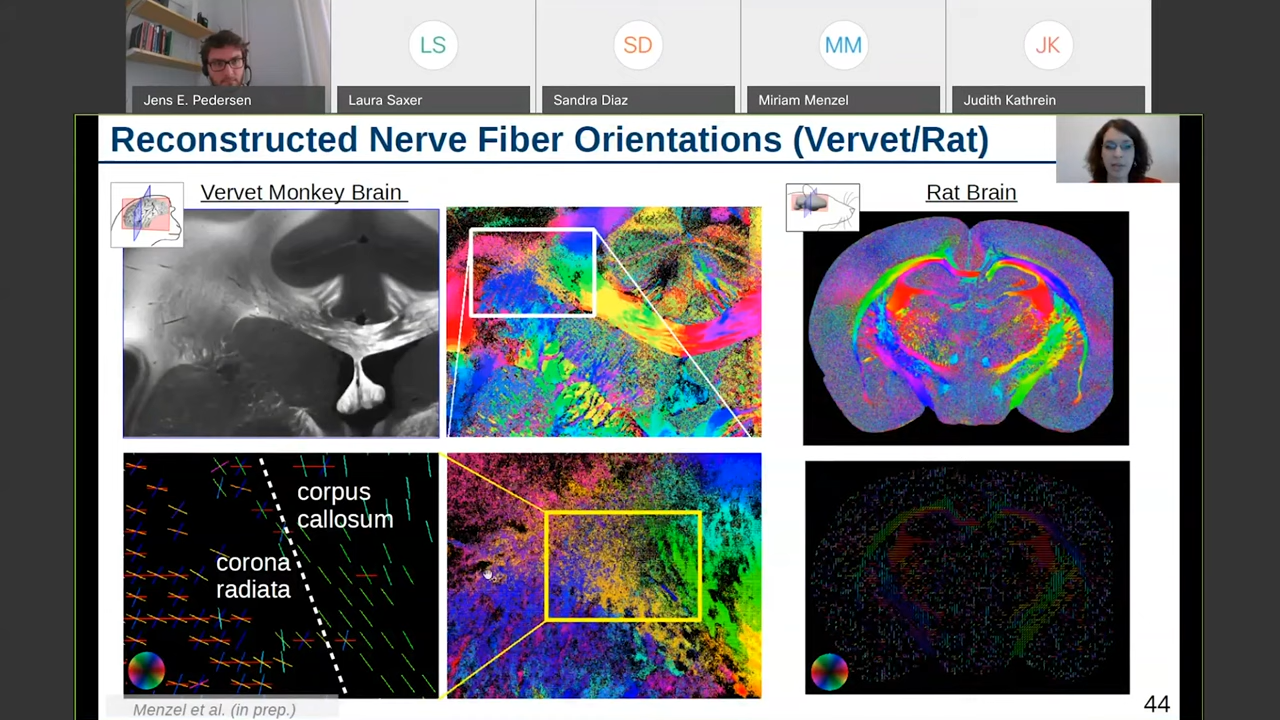 LS
SD
MM
JK
Jens E. Pedersen
Laura Saxer
Sandra Diaz
Miriam Menzel
Judith Kathrein
Reconstructed Nerve Fiber Orientations (Vervet/Rat)
Vervet Monkey Brain
Rat Brain
corpus
callosum
corona
radiata
Menzel et al. (in prep.)
44